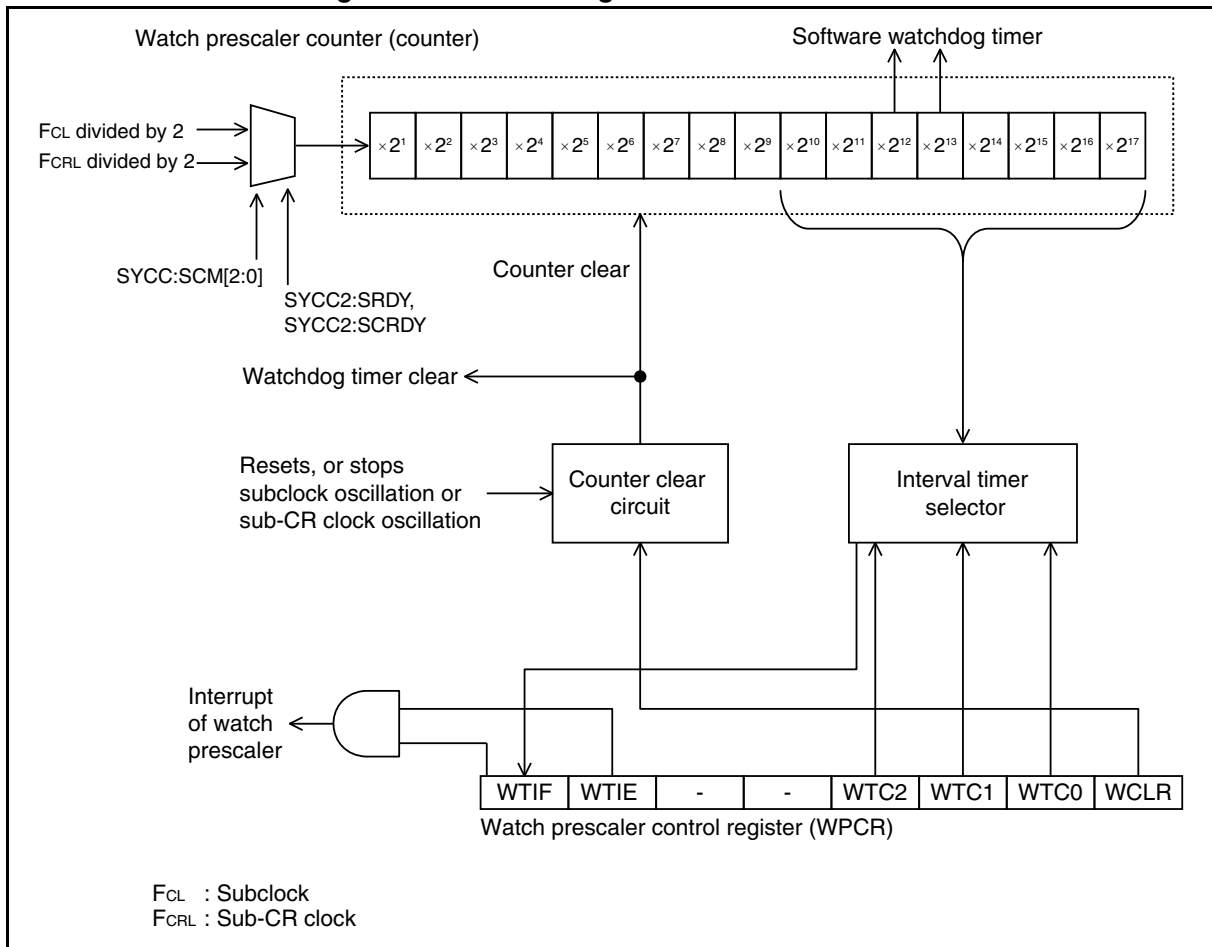 Watch prescaler counter (counter)
Software watchdog timer
FCL divided by 2
FCRL divided by 2
×2¹ ×2² ×2³ ×2⁴ ×2⁵ ×2⁶ ×2⁷ ×2⁸ ×2⁹ ×2¹⁰ ×2¹¹ ×2¹² ×2¹³ ×2¹⁴ ×2¹⁵ ×2¹⁶ ×2¹⁷
SYCC:SCM[2:0]
SYCC2:SRDY,
SYCC2:SCRDY
Counter clear
Watchdog timer clear
Resets, or stops
subclock oscillation or
sub-CR clock oscillation
Counter clear
circuit
Interval timer
selector
Interrupt
of watch
prescaler
WTIF WTIE - - WTC2 WTC1 WTC0 WCLR
Watch prescaler control register (WPCR)
FCL : Subclock
FCRL : Sub-CR clock